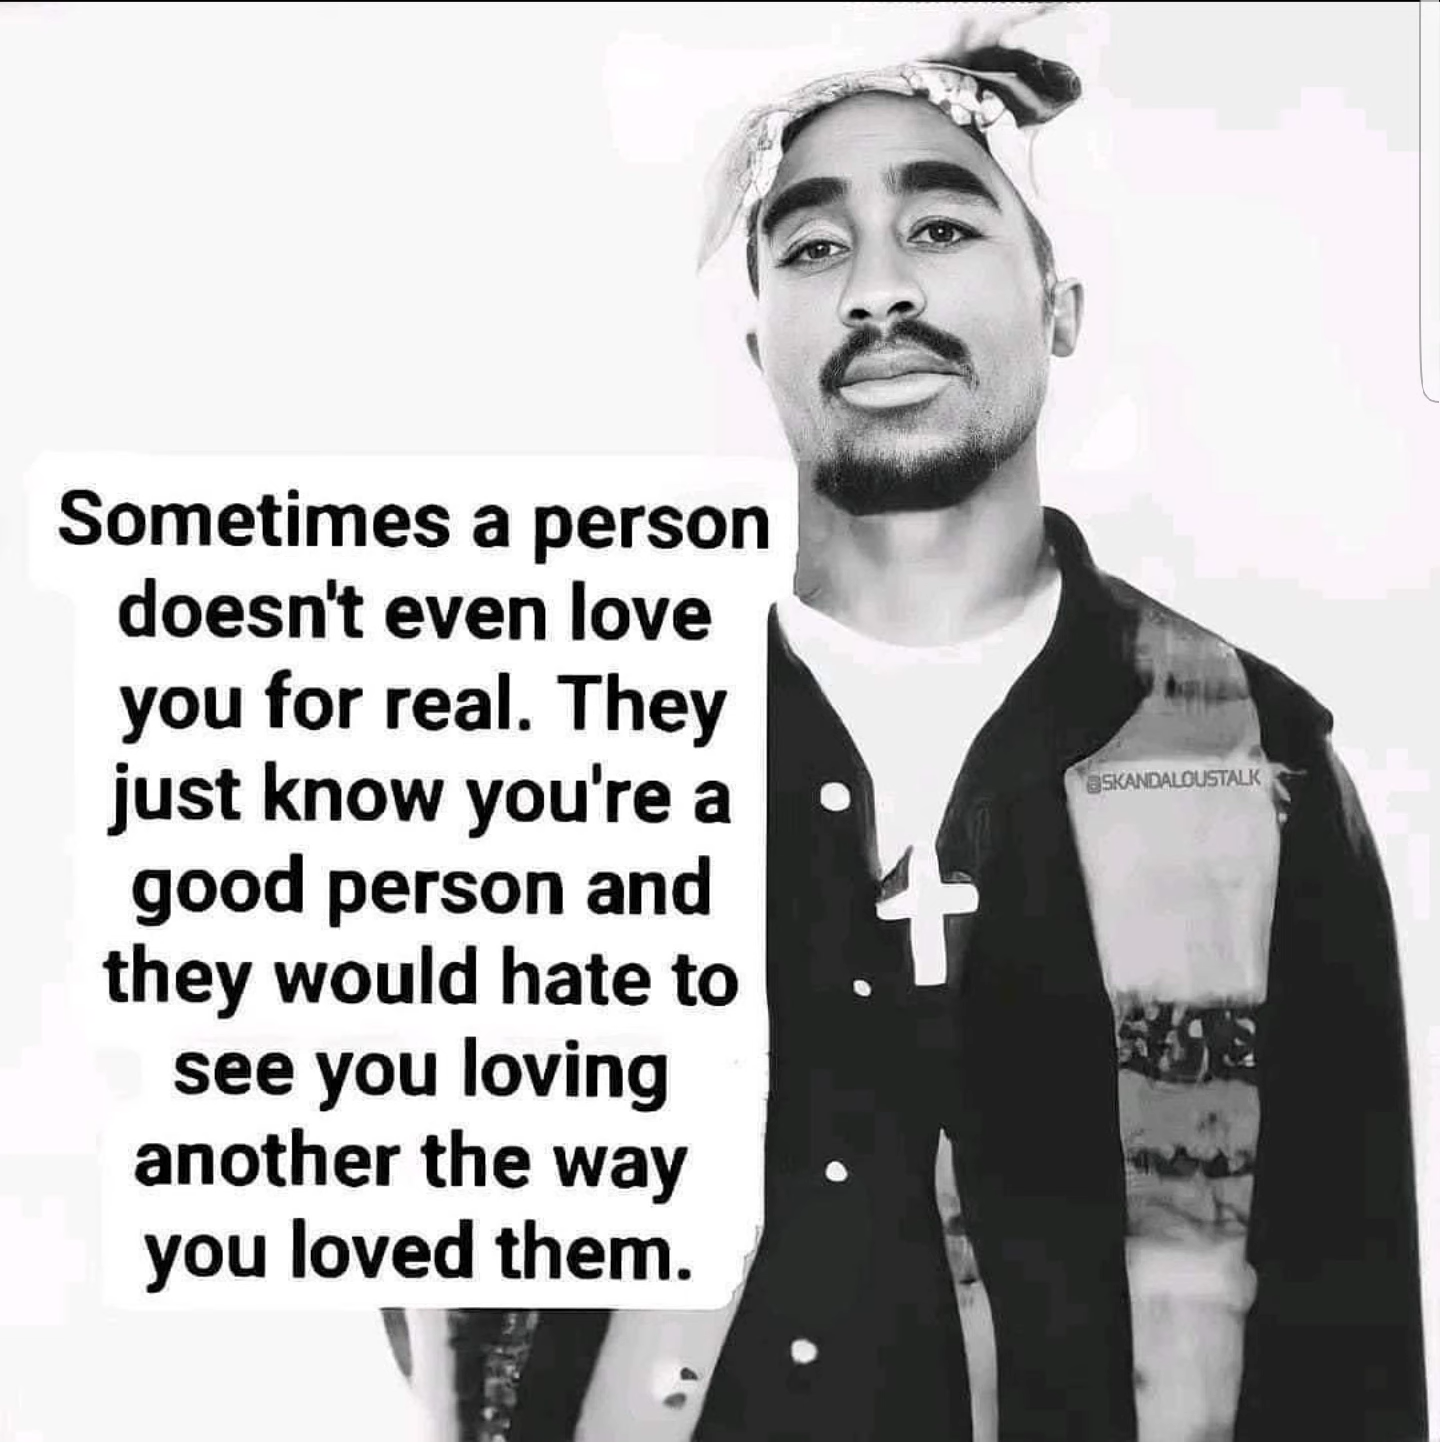 Sometimes a person
doesn't even love
you for real. They
just know you're a
good person and
they would hate to
see you loving
another the way
you loved them.
@SKANDALOUSTALK